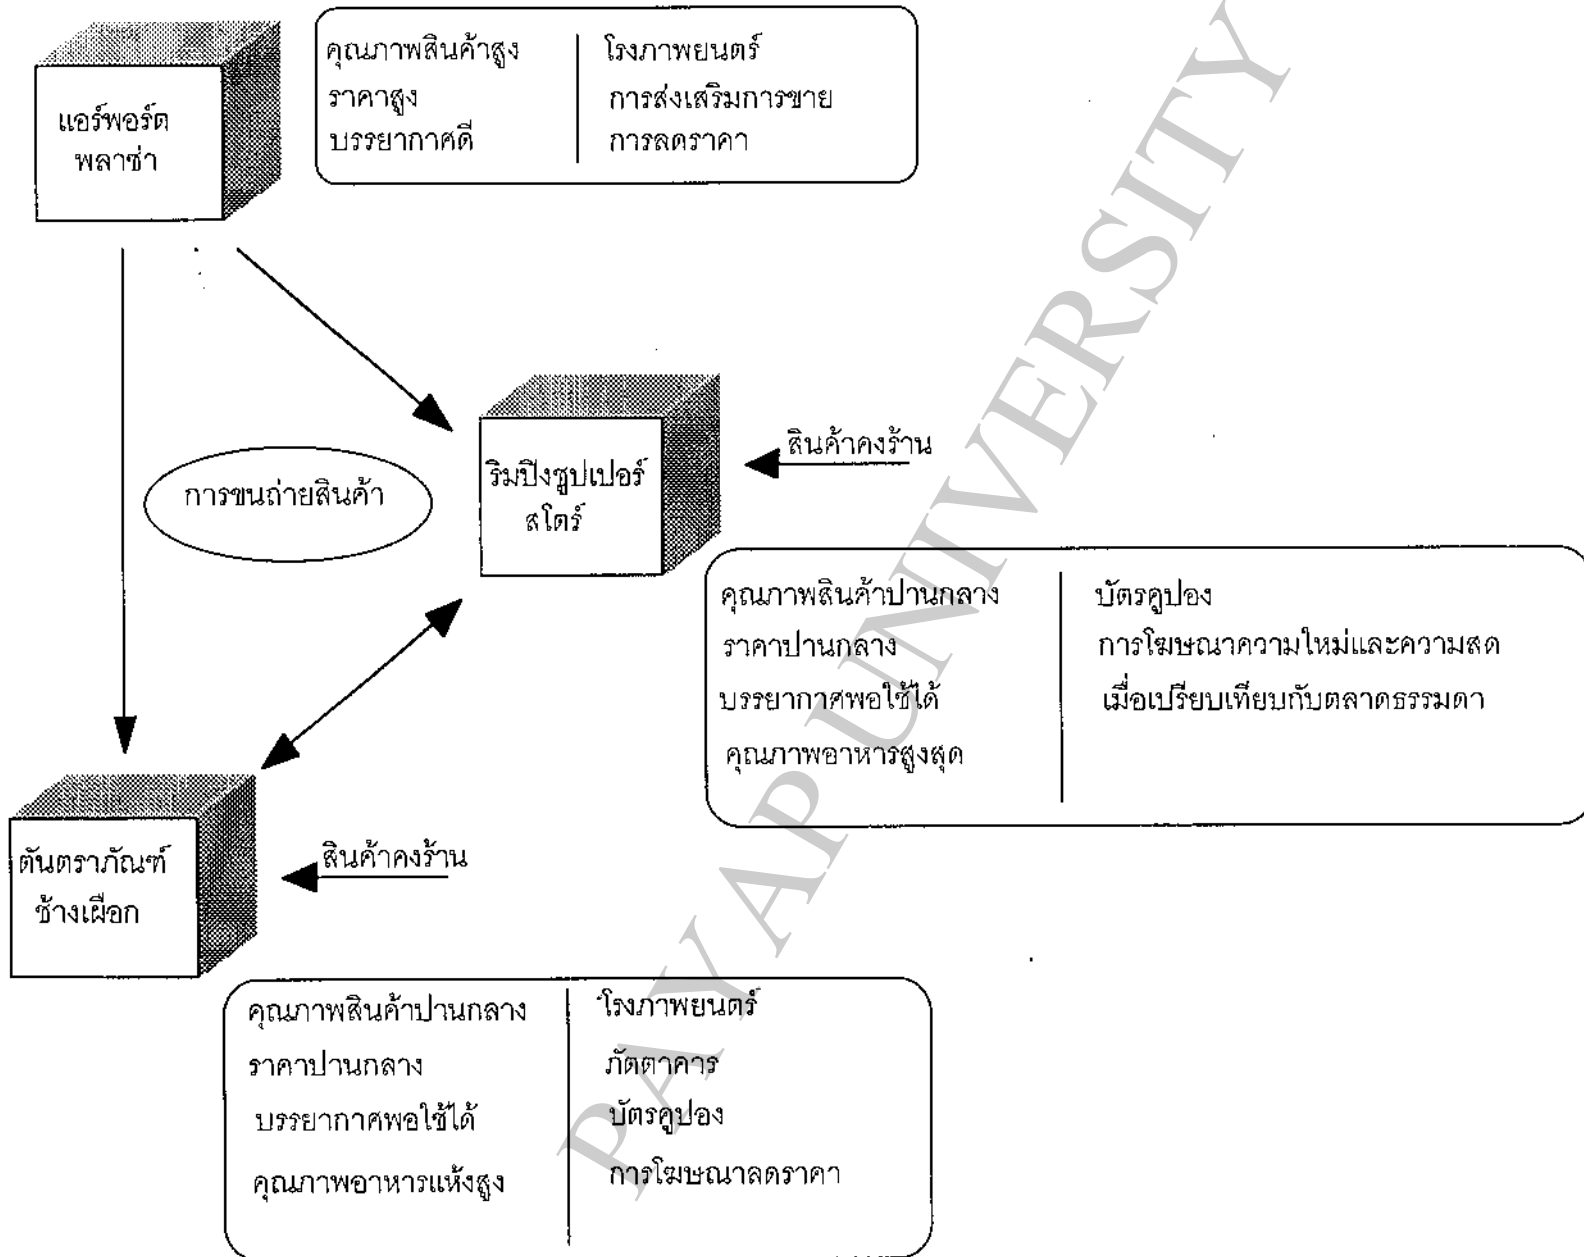 แอร์พอร์ต
พลาซ่า
คุณภาพสินค้าสูง
ราคาสูง
บรรยากาศดี
โรงภาพยนตร์
การส่งเสริมการขาย
การลดราคา
การขนถ่ายสินค้า
ริมปิงซูปเปอร์
สโตร์
สินค้าคงร้าน
คุณภาพสินค้าปานกลาง
ราคาปานกลาง
บรรยากาศพอใช้ได้
คุณภาพอาหารสูงสุด
บัตรคูปอง
การโฆษณาความใหม่และความสด
เมื่อเปรียบเทียบกับตลาดธรรมดา
ตันตราภัณฑ์
ช้างเผือก
สินค้าคงร้าน
คุณภาพสินค้าปานกลาง
ราคาปานกลาง
บรรยากาศพอใช้ได้
คุณภาพอาหารแห้งสูง
โรงภาพยนตร์
ภัตตาคาร
บัตรคูปอง
การโฆษณาลดราคา
PAYAP UNIVERSITY